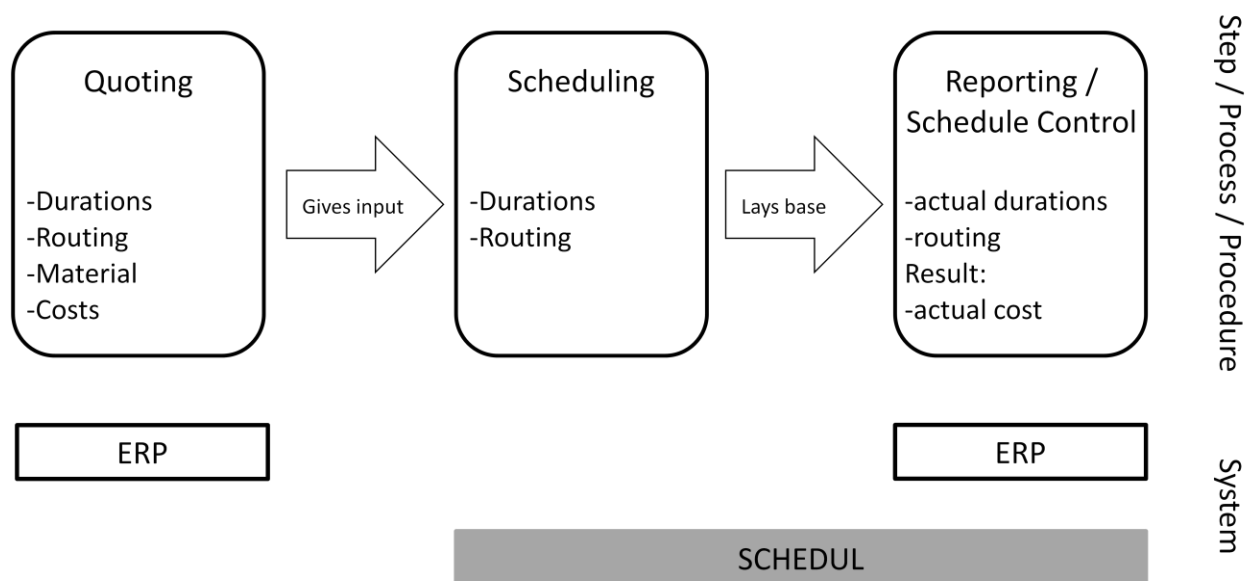 Quoting
-Durations
-Routing
-Material
-Costs
Gives input
Scheduling
-Durations
-Routing
Lays base
Reporting /
Schedule Control
-actual durations
-routing
Result:
-actual cost
Step / Process / Procedure
ERP
ERP
System
SCHEDUL